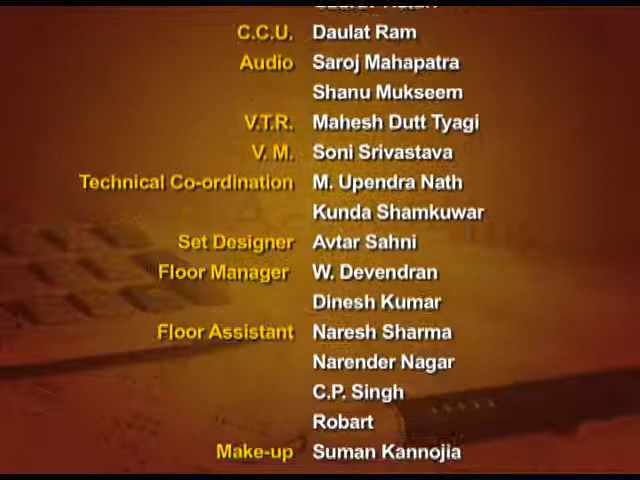 C.C.U. Daulat Ram
Audio Saroj Mahapatra
Shanu Mukseem
V.T.R. Mahesh Dutt Tyagi
V. M. Soni Srivastava
Technical Co-ordination M. Upendra Nath
Kunda Shamkuwar
Set Designer Avtar Sahni
Floor Manager W. Devendran
Dinesh Kumar
Floor Assistant Naresh Sharma
Narender Nagar
C.P. Singh
Robart
Make-up Suman Kannojia